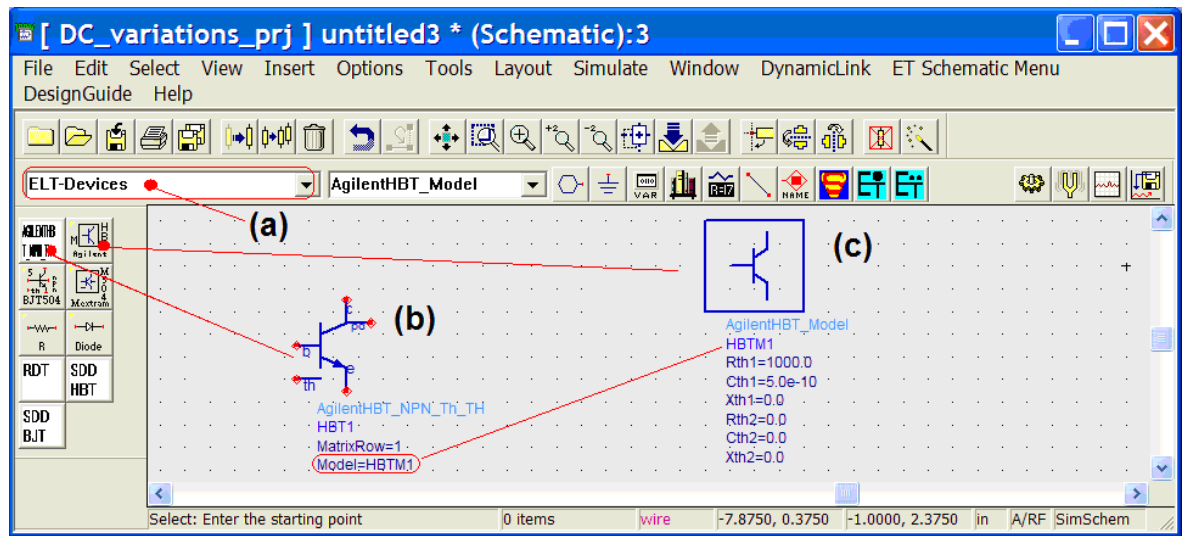 [ DC_variations_prj ] untitled3 * (Schematic):3
File Edit Select View Insert Options Tools Layout Simulate Window DynamicLink ET Schematic Menu
DesignGuide Help
ELT-Devices
AgilentHBT_Model
VAR
NAME
(a)
(b)
(c)
AGILENTHB
M H B
Agilent
BJT504
Mextram
R
Diode
RDT
SDD
HBT
SDD
BJT
c
po
b
e
th
AgilentHBT_NPN_Th_TH
HBT1
MatrixRow=1
Model=HBTM1
AgilentHBT_Model
HBTM1
Rth1=1000.0
Cth1=5.0e-10
Xth1=0.0
Rth2=0.0
Cth2=0.0
Xth2=0.0
Select: Enter the starting point
0 items
wire
-7.8750, 0.3750
-1.0000, 2.3750
in
A/RF
SimSchem